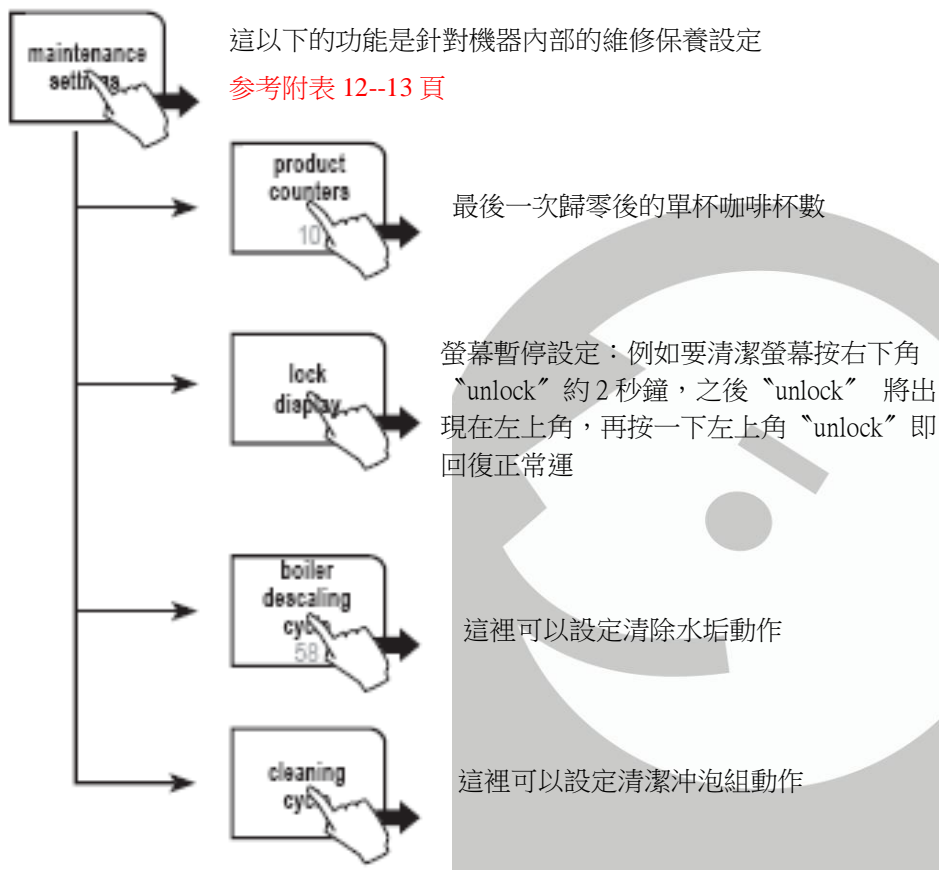 maintenance
settings
這以下的功能是針對機器內部的維修保養設定
参考附表 12--13 頁
product
counters
10
最後一次歸零後的單杯咖啡杯數
lock
display
螢幕暫停設定：例如要清潔螢幕按右下角
〝unlock〞約 2 秒鐘，之後〝unlock〞 將出
現在左上角，再按一下左上角〝unlock〞即
回復正常運
boiler
descaling
cycle
58
這裡可以設定清除水垢動作
cleaning
cycle
這裡可以設定清潔沖泡組動作